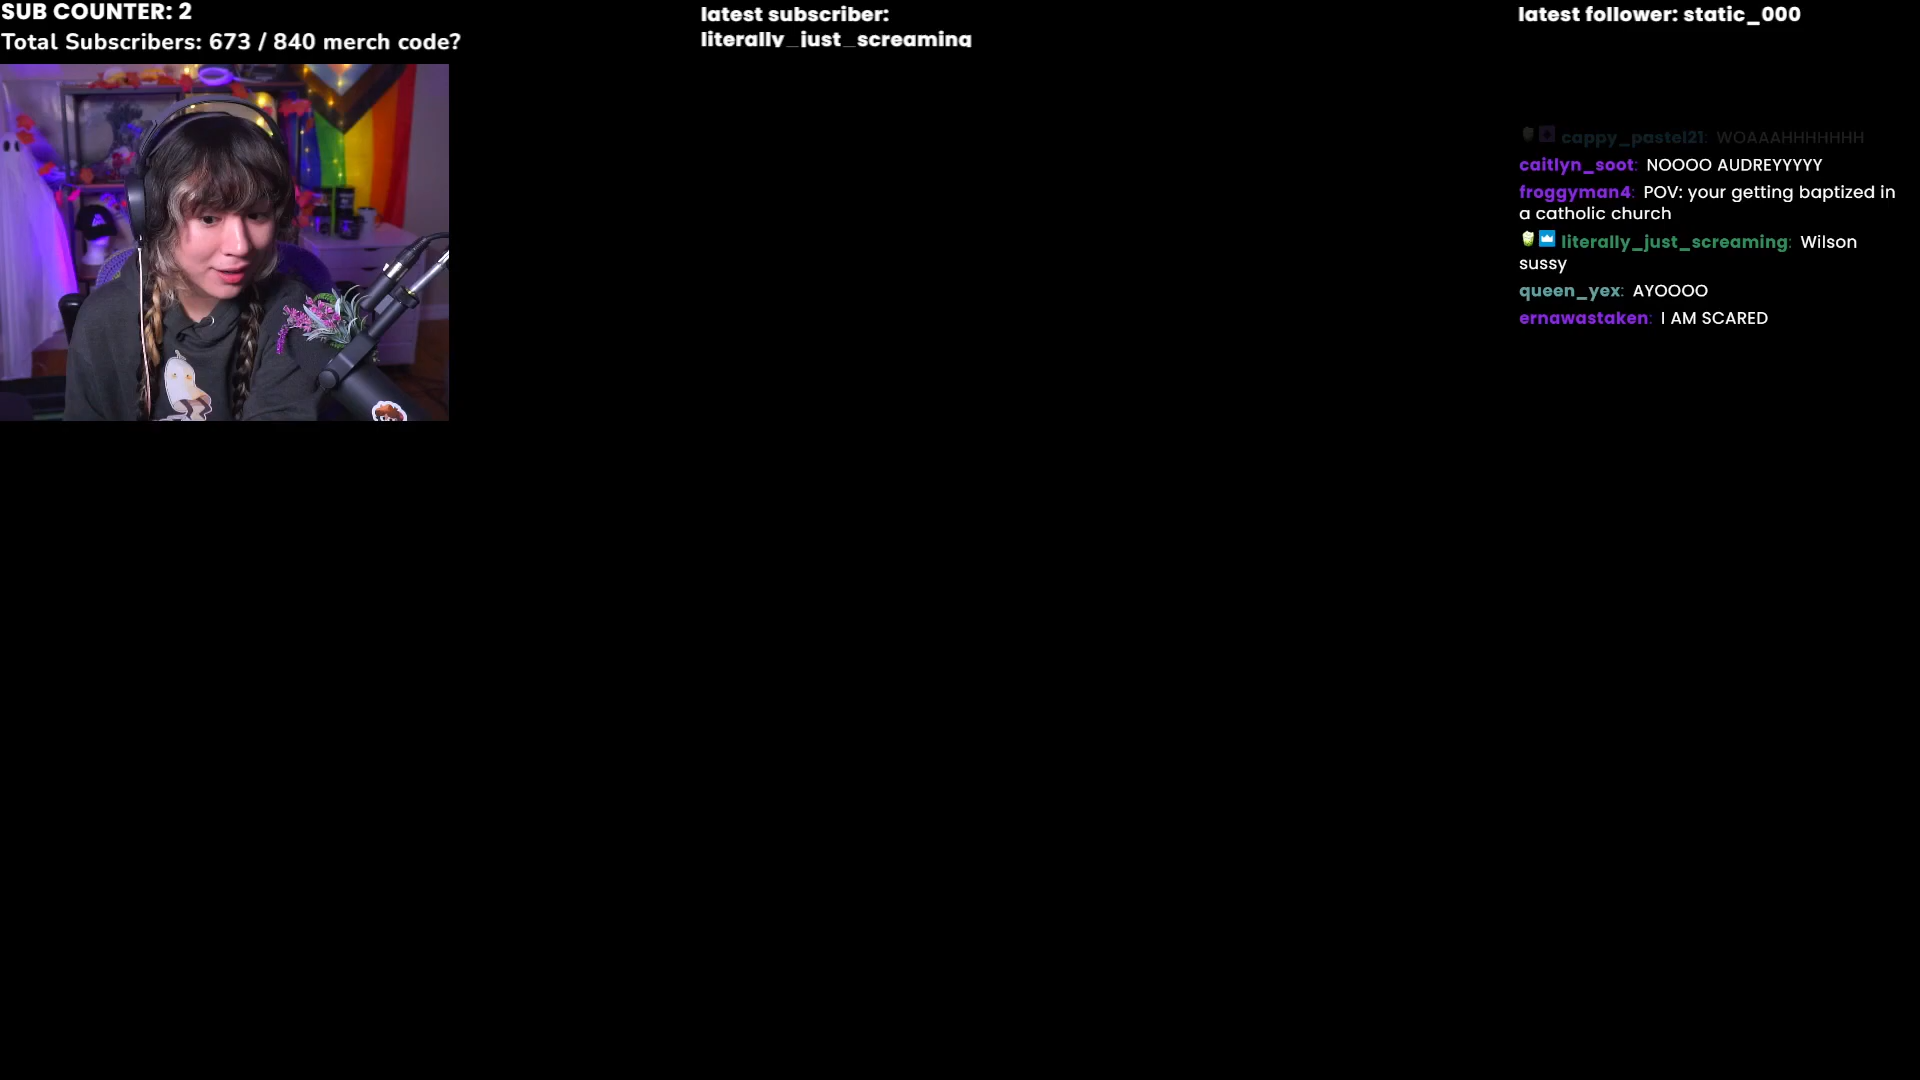 SUB COUNTER: 2
Total Subscribers: 673 / 840 merch code?
latest subscriber:
literally_just_screaming
latest follower: static_000
cappy_pastel21: WOAAAHHHHHHH
caitlyn_soot: NOOOO AUDREYYYYY
froggyman4: POV: your getting baptized in
a catholic church
literally_just_screaming: Wilson
sussy
queen_yex: AYOOOO
ernawastaken: I AM SCARED